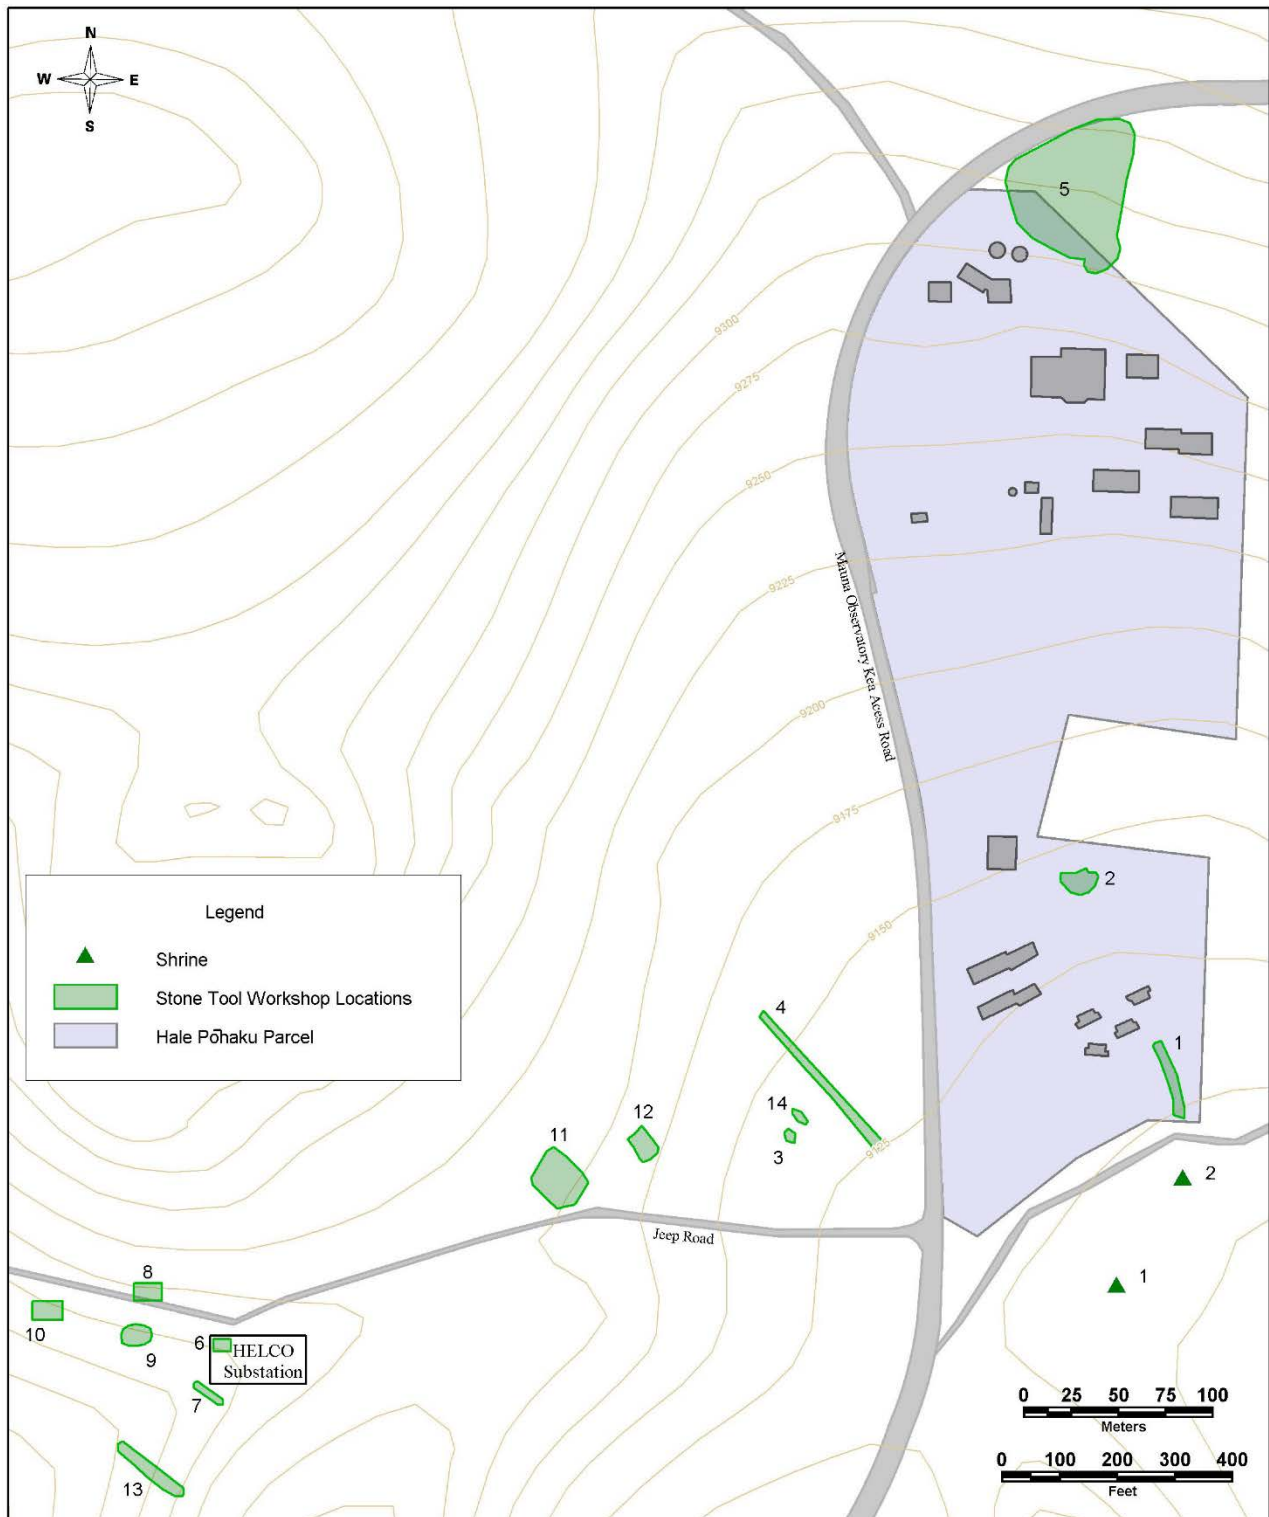 N
W E
S
5
9300
9275
9250
9225
Mauna Observatory Kea Acess Road
9200
9175
2
9150
Legend
Shrine
Stone Tool Workshop Locations
Hale Pōhaku Parcel
4
1
14
12
3
11
9125
2
Jeep Road
8
1
10
9
6
HELCO
Substation
7
13
0 25 50 75 100
Meters
0 100 200 300 400
Feet